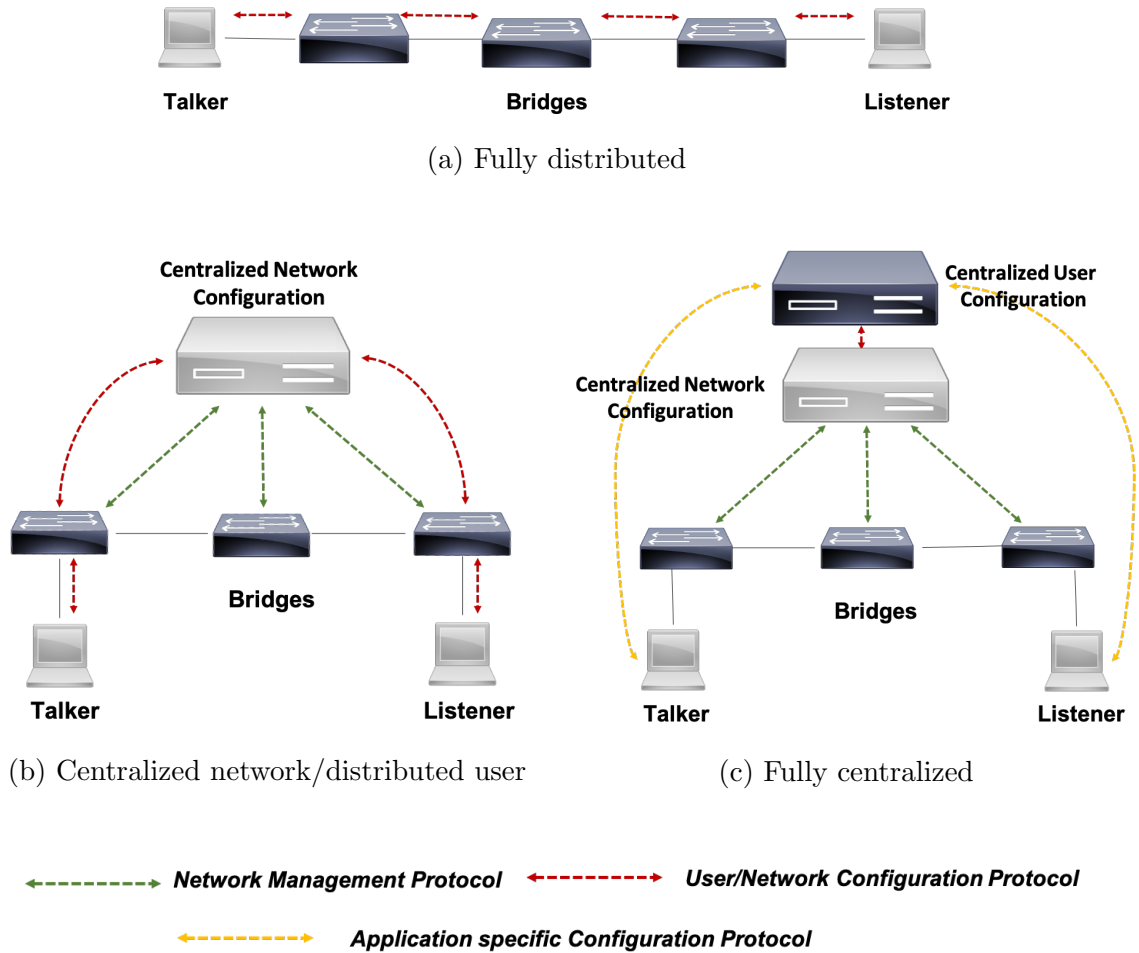 Talker
Bridges
Listener
(a) Fully distributed
Centralized Network
Configuration
Bridges
Talker
Listener
(b) Centralized network/distributed user
Centralized User
Configuration
Centralized Network
Configuration
Bridges
Talker
Listener
(c) Fully centralized
Network Management Protocol
User/Network Configuration Protocol
Application specific Configuration Protocol